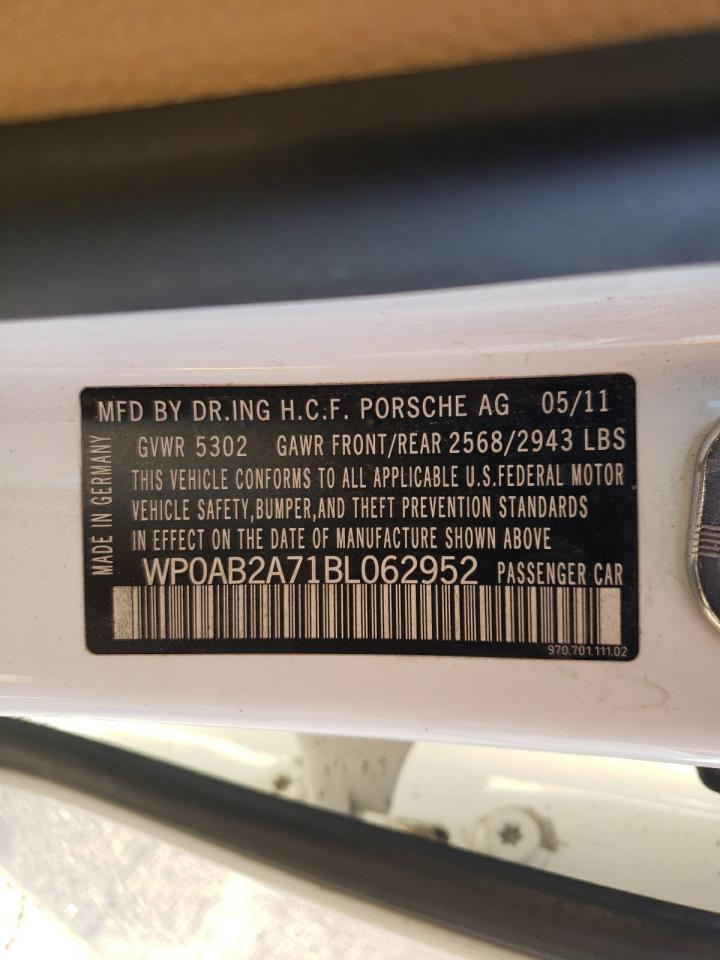 MFD BY DR.ING H.C.F. PORSCHE AG 05/11
GVWR 5302 GAWR FRONT/REAR 2568/2943 LBS
THIS VEHICLE CONFORMS TO ALL APPLICABLE U.S.FEDERAL MOTOR
VEHICLE SAFETY,BUMPER,AND THEFT PREVENTION STANDARDS
IN EFFECT ON THE DATE OF MANUFACTURE SHOWN ABOVE
WP0AB2A71BL062952 PASSENGER CAR
970.701.111.02
MADE IN GERMANY